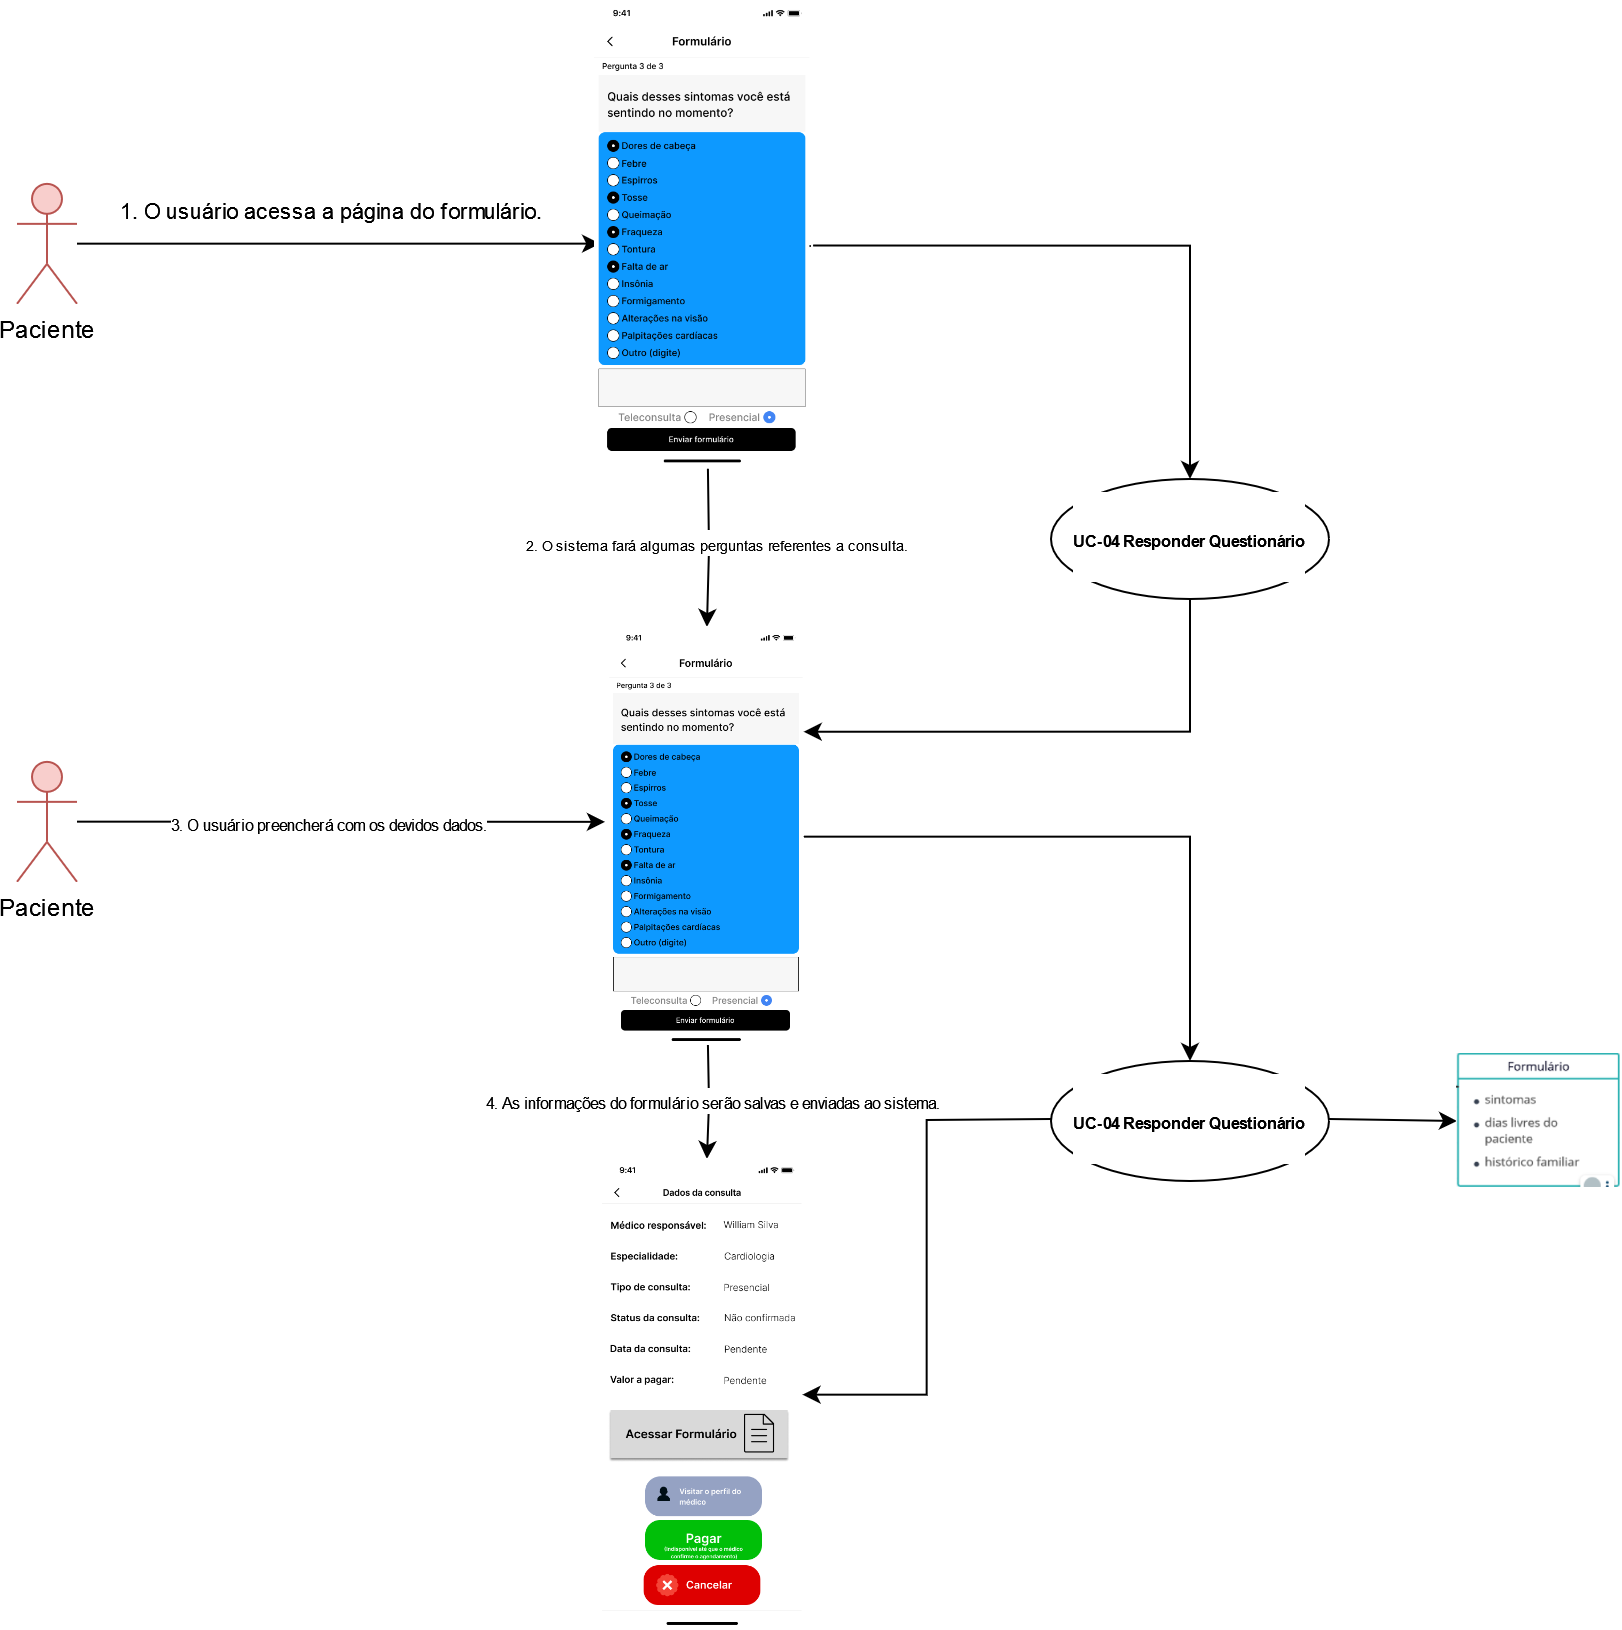 9:41
Formulário
Pergunta 3 de 3
Quais desses sintomas você está
sentindo no momento?
Dores de cabeça
Febre
Espirros
Tosse
Queimação
Fraqueza
Tontura
Falta de ar
Insônia
Formigamento
Alterações na visão
Palpitações cardíacas
Outro (digite)
Teleconsulta
Presencial
Enviar formulário
1. O usuário acessa a página do formulário.
Paciente
2. O sistema fará algumas perguntas referentes a consulta.
UC-04 Responder Questionário
9:41
Formulário
Pergunta 3 de 3
Quais desses sintomas você está
sentindo no momento?
Dores de cabeça
Febre
Espirros
Tosse
Queimação
Fraqueza
Tontura
Falta de ar
Insônia
Formigamento
Alterações na visão
Palpitações cardíacas
Outro (digite)
Teleconsulta
Presencial
Enviar formulário
3. O usuário preencherá com os devidos dados.
Paciente
4. As informações do formulário serão salvas e enviadas ao sistema.
UC-04 Responder Questionário
Formulário
sintomas
dias livres do
paciente
histórico familiar
9:41
Dados da consulta
Médico responsável: William Silva
Especialidade: Cardiologia
Tipo de consulta: Presencial
Status da consulta: Não confirmada
Data da consulta: Pendente
Valor a pagar: Pendente
Acessar Formulário
Visitar o perfil do
médico
Pagar
(indisponível até que o médico
confirme o agendamento)
Cancelar